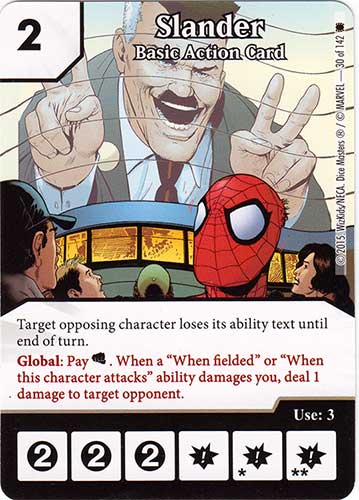 2
Slander
Basic Action Card
© 2015 WizKids/NECA. Dice Masters ® / © MARVEL — 30 of 142
Target opposing character loses its ability text until
end of turn.
Global: Pay . When a “When fielded” or “When
this character attacks” ability damages you, deal 1
damage to target opponent.
Use: 3
2 2 2 ! ! !
* **